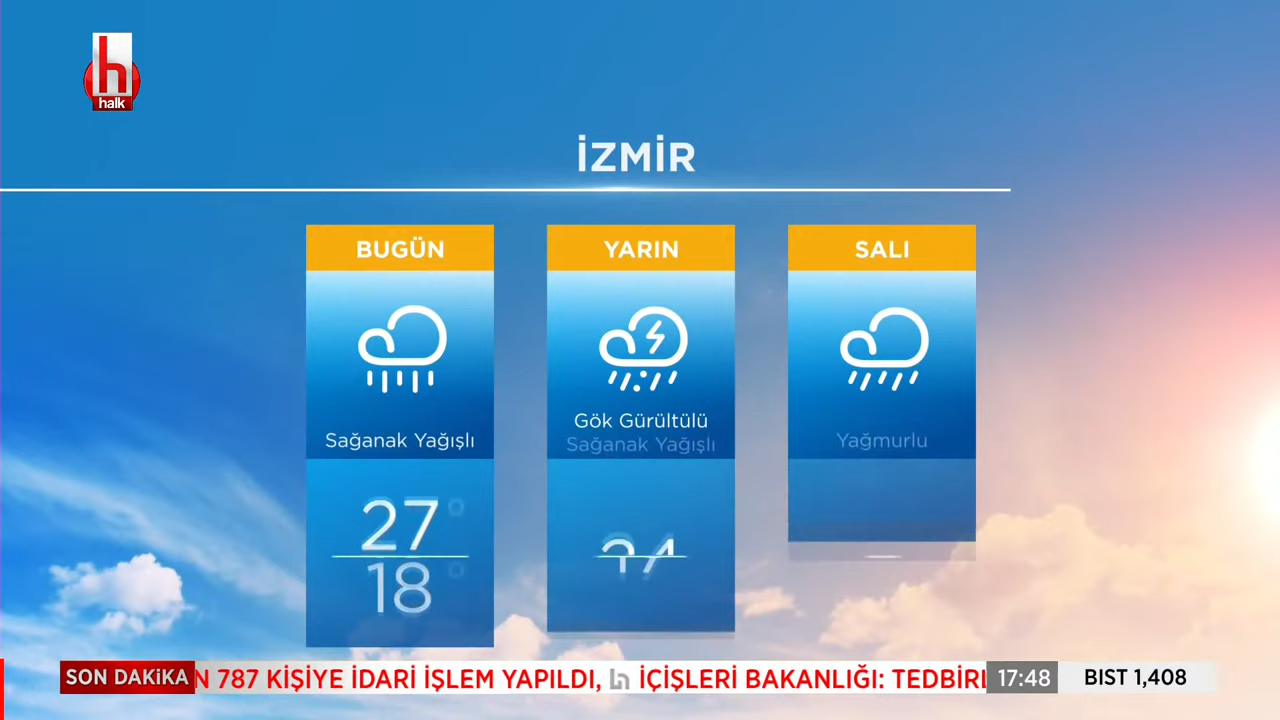 h
halk
İZMİR
BUGÜN
YARIN
SALI
Sağanak Yağışlı
Gök Gürültülü
Sağanak Yağışlı
Yağmurlu
27°
18°
SON DAKİKA
N 787 KİŞİYE İDARİ İŞLEM YAPILDI, h İÇİŞLERİ BAKANLIĞI: TEDBİRL
17:48
BIST 1,408